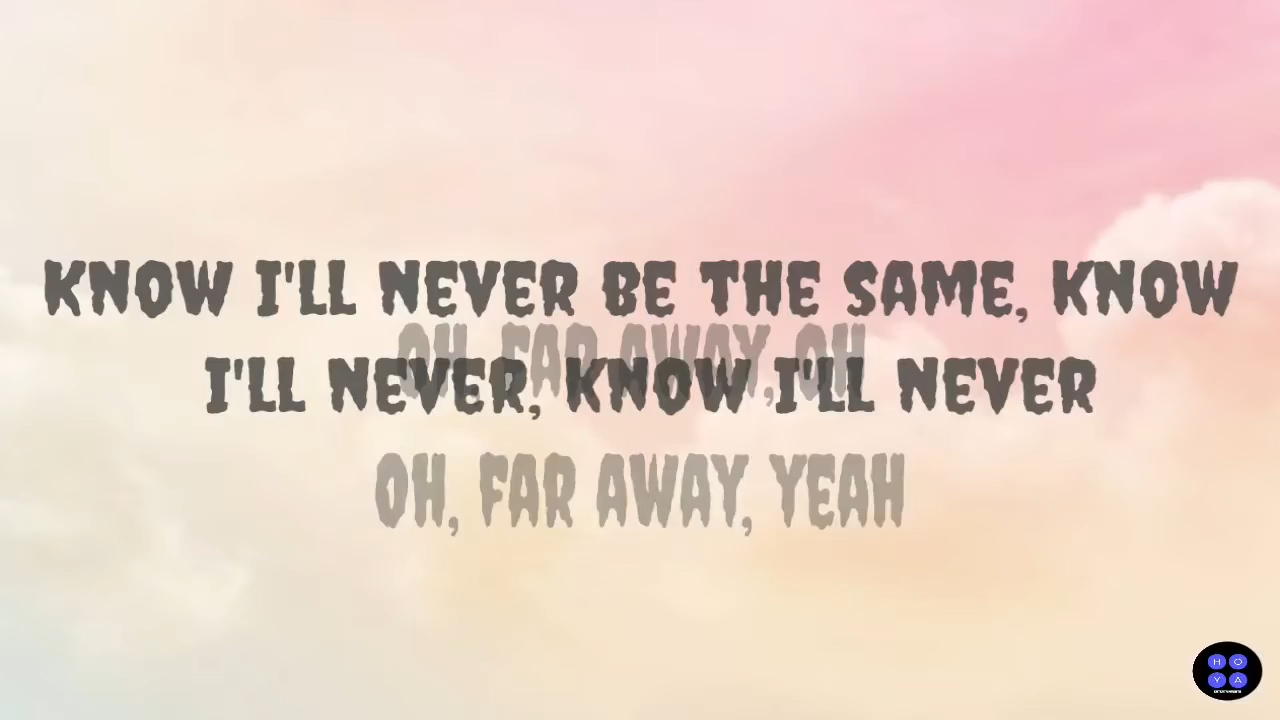 KNOW I'LL NEVER BE THE SAME, KNOW
OH, FAR AWAY, OH
I'LL NEVER, KNOW I'LL NEVER
OH, FAR AWAY, YEAH
H O
Y A